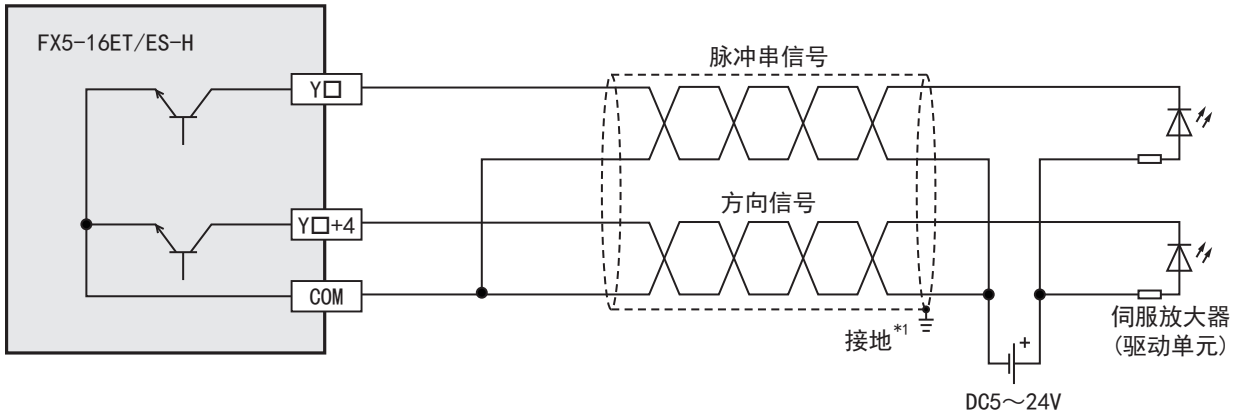 FX5-16ET/ES-H
脉冲串信号
Y□
方向信号
Y□+4
COM
接地*1
+
伺服放大器
(驱动单元)
DC5～24V